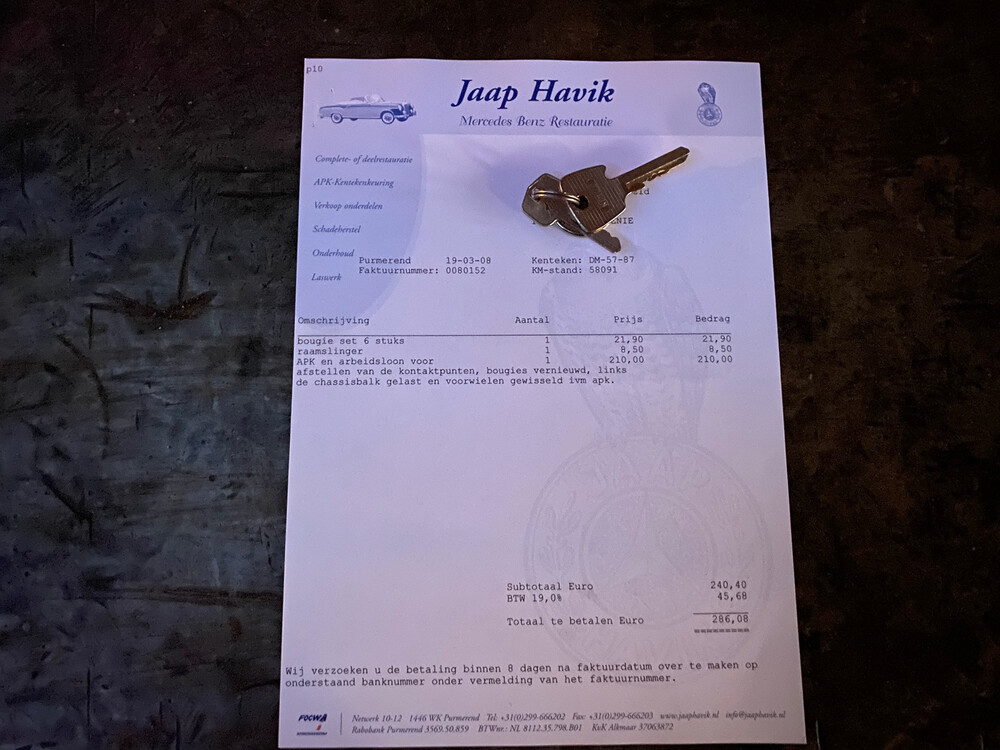 p10
Jaap Havik
Mercedes Benz Restauratie
Complete- of deelrestauratie
APK-Kentekenkeuring
Verkoop onderdelen
Schadeherstel
Onderhoud
Laswerk
Purmerend 19-03-08 Kenteken: DM-57-87
Faktuurnummer: 0080152 KM-stand: 58091
Omschrijving Aantal Prijs Bedrag
bougie set 6 stuks 1 21,90 21,90
raamslinger 1 8,50 8,50
APK en arbeidsloon voor 1 210,00 210,00
afstellen van de kontaktpunten, bougies vernieuwd, links
de chassisbalk gelast en voorwielen gewisseld ivm apk.
JAAP
Subtotaal Euro 240,40
BTW 19,0% 45,68
Totaal te betalen Euro 286,08
Wij verzoeken u de betaling binnen 8 dagen na faktuurdatum over te maken op
onderstaand banknummer onder vermelding van het faktuurnummer.
FOCWA Netwerk 10-12 1446 WK Purmerend Tel: +31(0)299-666202 Fax: +31(0)299-666203 www.jaaphavik.nl info@jaaphavik.nl
Rabobank Purmerend 3569.50.859 BTWnr.: NL 8112.35.798.B01 KvK Alkmaar 37063872